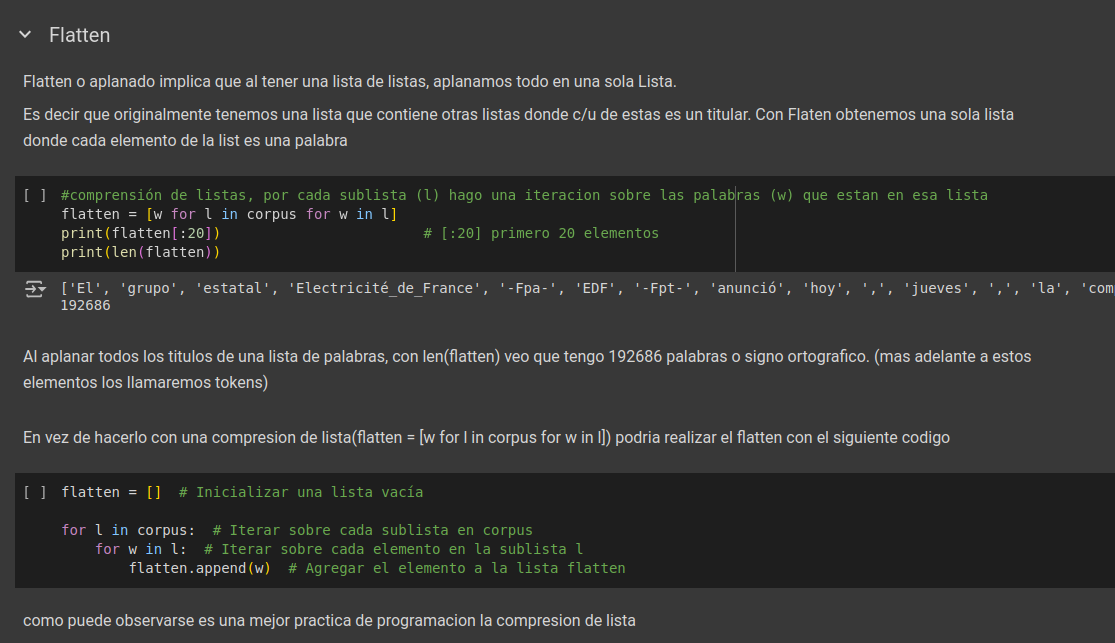 Flatten
Flatten o aplanado implica que al tener una lista de listas, aplanamos todo en una sola Lista.
Es decir que originalmente tenemos una lista que contiene otras listas donde c/u de estas es un titular. Con Flaten obtenemos una sola lista
donde cada elemento de la list es una palabra
[ ] #comprensión de listas, por cada sublista (l) hago una iteracion sobre las palabras (w) que estan en esa lista
flatten = [w for l in corpus for w in l]
print(flatten[:20]) # [:20] primero 20 elementos
print(len(flatten))
['El', 'grupo', 'estatal', 'Electricité_de_France', '-Fpa-', 'EDF', '-Fpt-', 'anunció', 'hoy', ',', 'jueves', ',', 'la', 'com
192686
Al aplanar todos los titulos de una lista de palabras, con len(flatten) veo que tengo 192686 palabras o signo ortografico. (mas adelante a estos
elementos los llamaremos tokens)
En vez de hacerlo con una compresion de lista(flatten = [w for l in corpus for w in l]) podria realizar el flatten con el siguiente codigo
[ ] flatten = [] # Inicializar una lista vacía
for l in corpus: # Iterar sobre cada sublista en corpus
for w in l: # Iterar sobre cada elemento en la sublista l
flatten.append(w) # Agregar el elemento a la lista flatten
como puede observarse es una mejor practica de programacion la compresion de lista